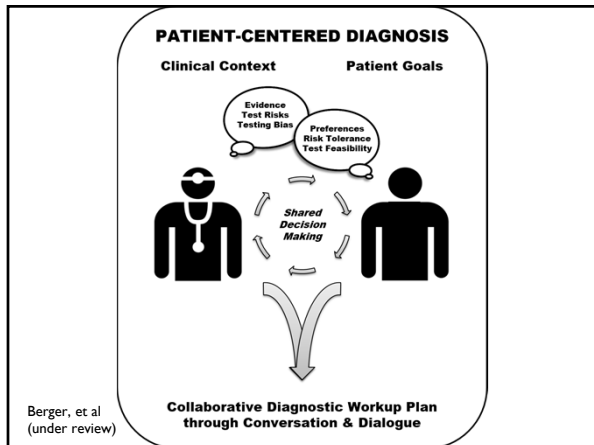 PATIENT-CENTERED DIAGNOSIS
Clinical Context
Patient Goals
Evidence
Test Risks
Testing Bias
Preferences
Risk Tolerance
Test Feasibility
Shared
Decision
Making
Collaborative Diagnostic Workup Plan
through Conversation & Dialogue
Berger, et al
(under review)